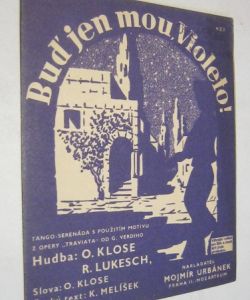 Buď jen mou, Violeto!
TANGO-SERENÁDA S POUŽITÍM MOTIVU
Z OPERY „TRAVIATA" OD G. VERDIHO
Hudba: O. KLOSE
R. LUKESCH,
Slova: O. KLOSE
text: K. MELÍŠEK
NAKLADATEL
MOJMÍR URBÁNEK
PRAHA II. MOZARTEUM